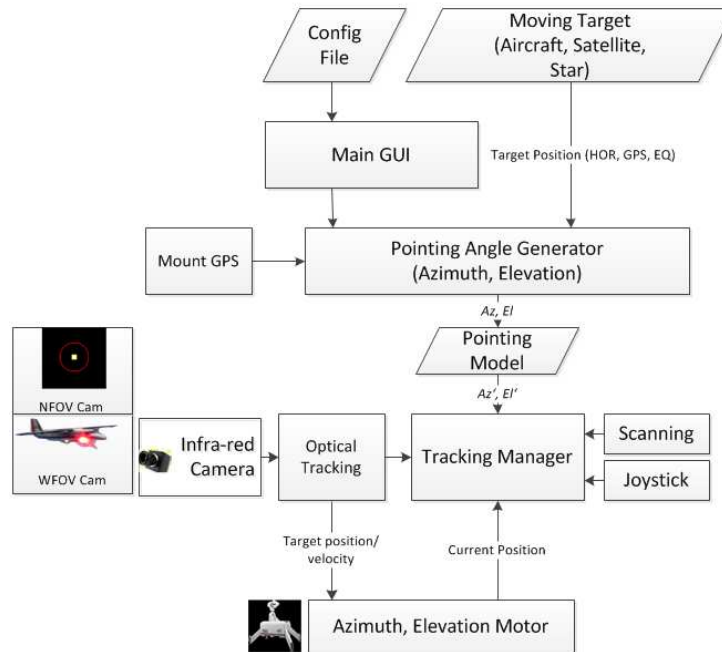 Config
File
Moving Target
(Aircraft, Satellite,
Star)
Main GUI
Target Position (HOR, GPS, EQ)
Mount GPS
Pointing Angle Generator
(Azimuth, Elevation)
Az, El
Pointing
Model
Az', El'
NFOV Cam
WFOV Cam
Infra-red
Camera
Optical
Tracking
Tracking Manager
Scanning
Joystick
Target position/
velocity
Current Position
Azimuth, Elevation Motor